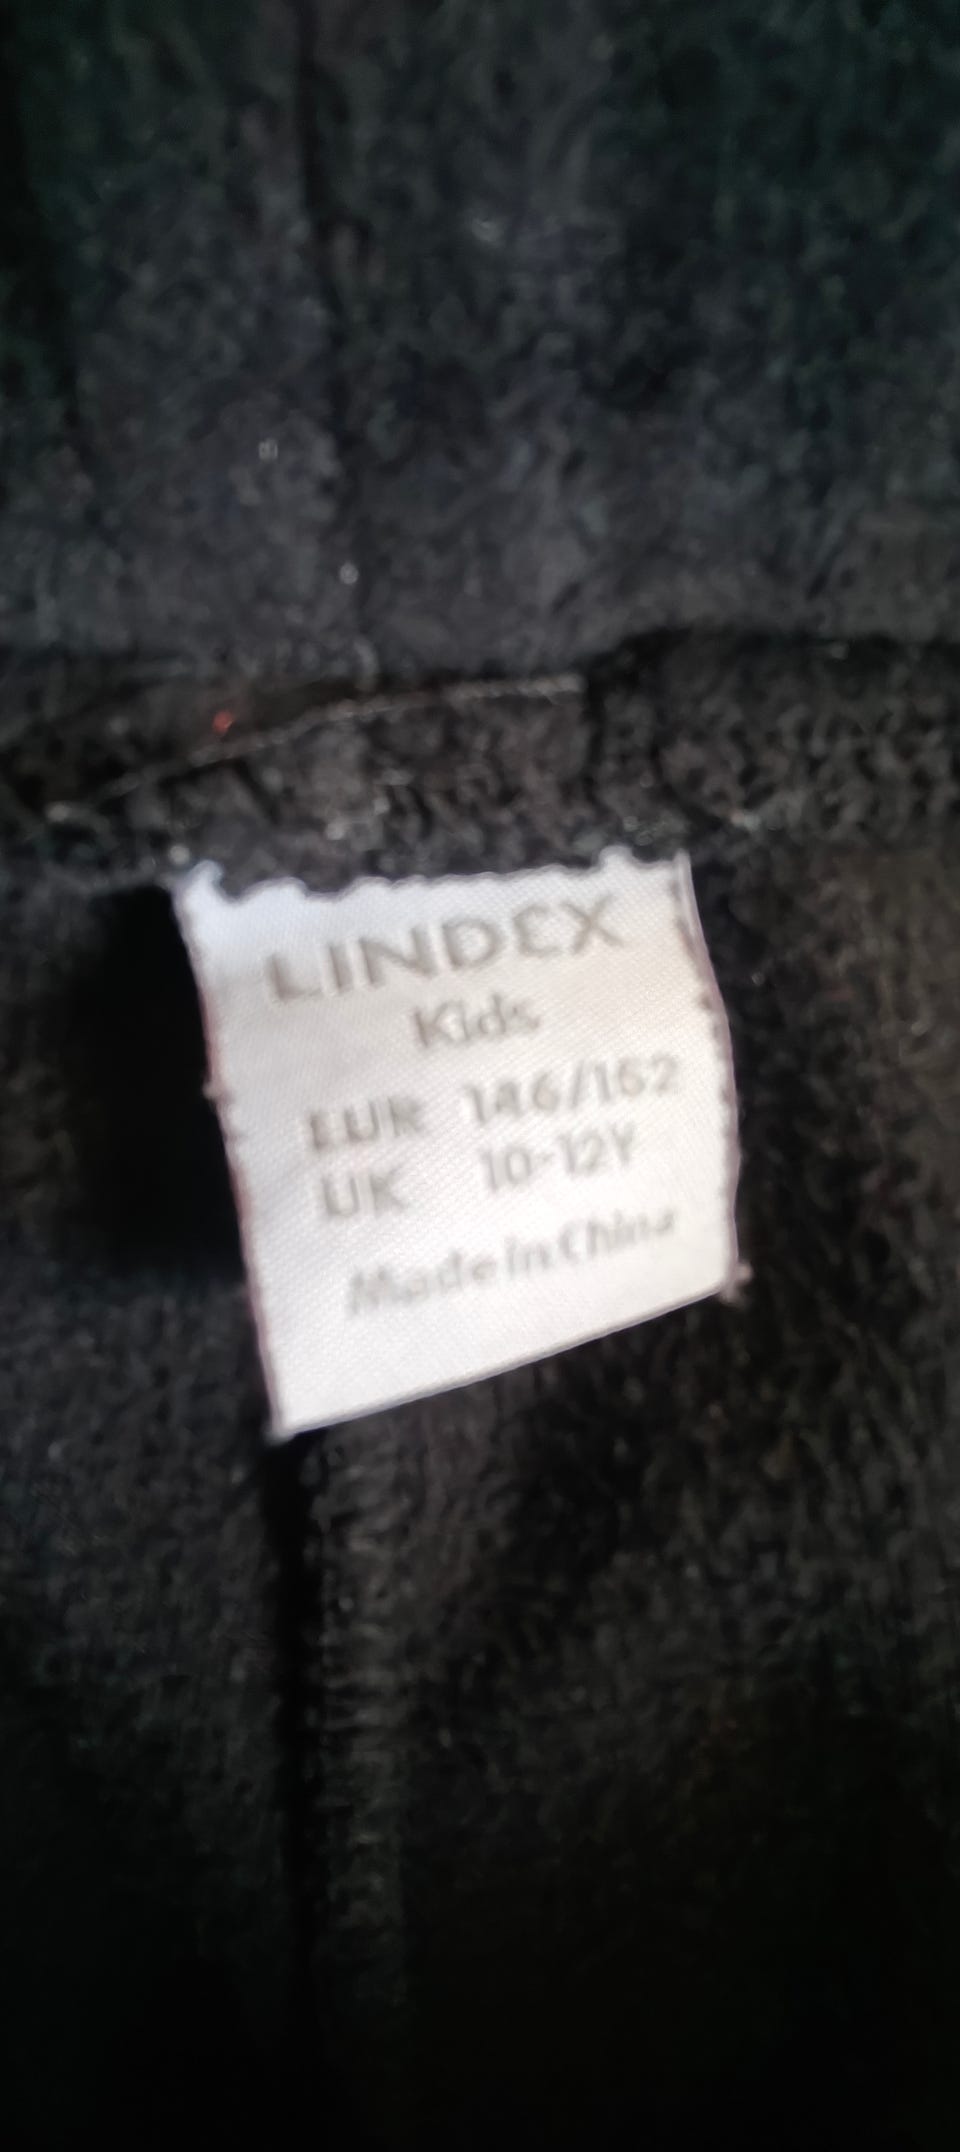 LINDEX
Kids
EUR 146/152
UK 10-12Y
Made in China